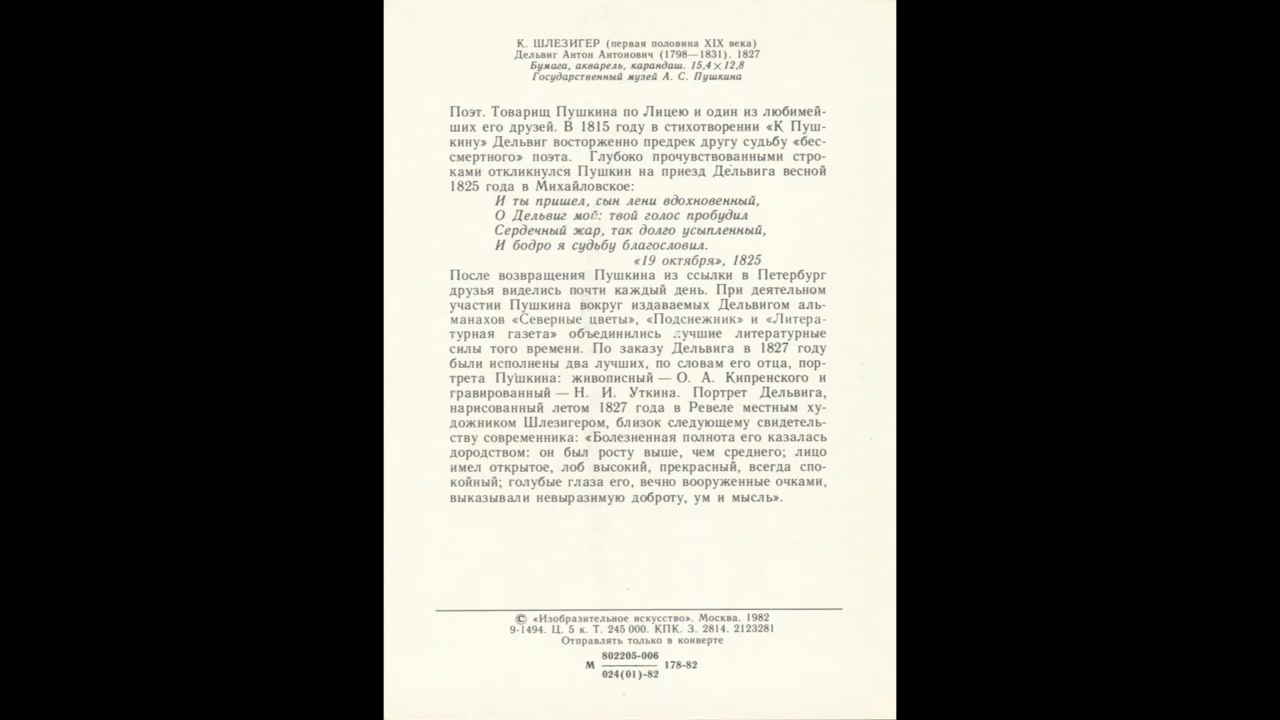 К. ШЛЕЗИГЕР (первая половина XIX века)
Дельвиг Антон Антонович (1798—1831). 1827
Бумага, акварель, карандаш. 15,4×12,8
Государственный музей А. С. Пушкина
Поэт. Товарищ Пушкина по Лицею и один из любимей-
ших его друзей. В 1815 году в стихотворении «К Пуш-
кину» Дельвиг восторженно предрек другу судьбу «бес-
смертного» поэта. Глубоко прочувствованными стро-
ками откликнулся Пушкин на приезд Дельвига весной
1825 года в Михайловское:
И ты пришел, сын лени вдохновенный,
О Дельвиг мой: твой голос пробудил
Сердечный жар, так долго усыпленный,
И бодро я судьбу благословил.
«19 октября», 1825
После возвращения Пушкина из ссылки в Петербург
друзья виделись почти каждый день. При деятельном
участии Пушкина вокруг издаваемых Дельвигом аль-
манахов «Северные цветы», «Подснежник» и «Литера-
турная газета» объединились лучшие литературные
силы того времени. По заказу Дельвига в 1827 году
были исполнены два лучших, по словам его отца, пор-
трета Пушкина: живописный — О. А. Кипренского и
гравированный — Н. И. Уткина. Портрет Дельвига,
нарисованный летом 1827 года в Ревеле местным ху-
дожником Шлезигером, близок следующему свидетель-
ству современника: «Болезненная полнота его казалась
дородством: он был росту выше, чем среднего; лицо
имел открытое, лоб высокий, прекрасный, всегда спо-
койный; голубые глаза его, вечно вооруженные очками,
выказывали невыразимую доброту, ум и мысль».
© «Изобразительное искусство». Москва. 1982
9-1494. Ц. 5 к. Т. 245 000. КПК. З. 2814. 2123281
Отправлять только в конверте
802205-006
М 178-82
024(01)-82